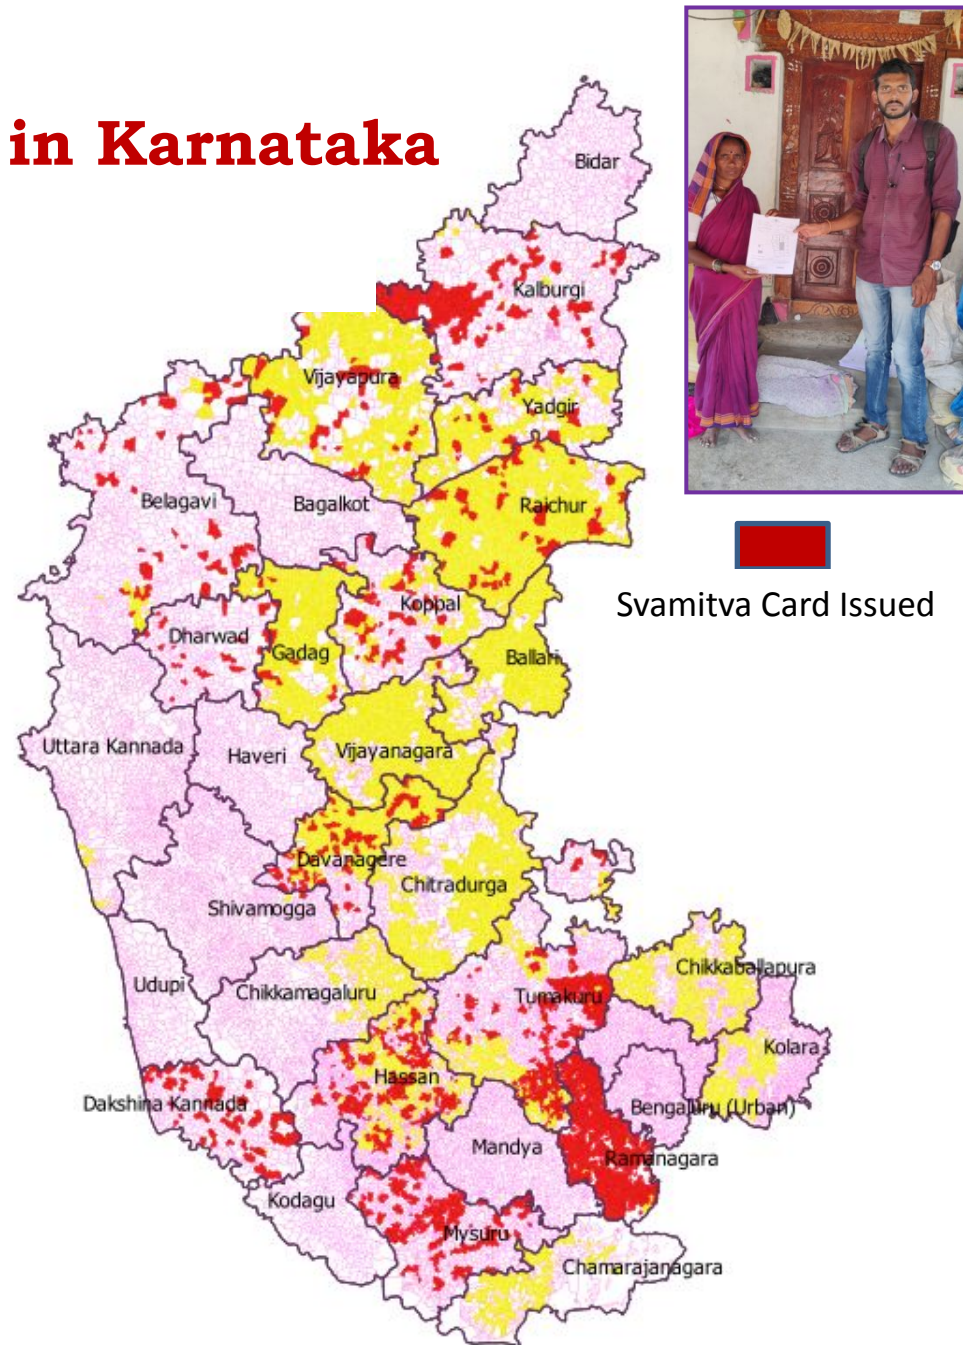 in Karnataka
Bidar
Kalburgi
Vijayapura
Yadgir
Belagavi
Bagalkot
Raichur
Svamitva Card Issued
Koppal
Dharwad
Gadag
Ballari
Uttara Kannada
Haveri
Vijayanagara
Davanagere
Chitradurga
Shivamogga
Chikkaballapura
Udupi
Chikkamagaluru
Tumakuru
Kolara
Hassan
Dakshina Kannada
Bengaluru (Urban)
Mandya
Ramanagara
Kodagu
Mysuru
Chamarajanagara